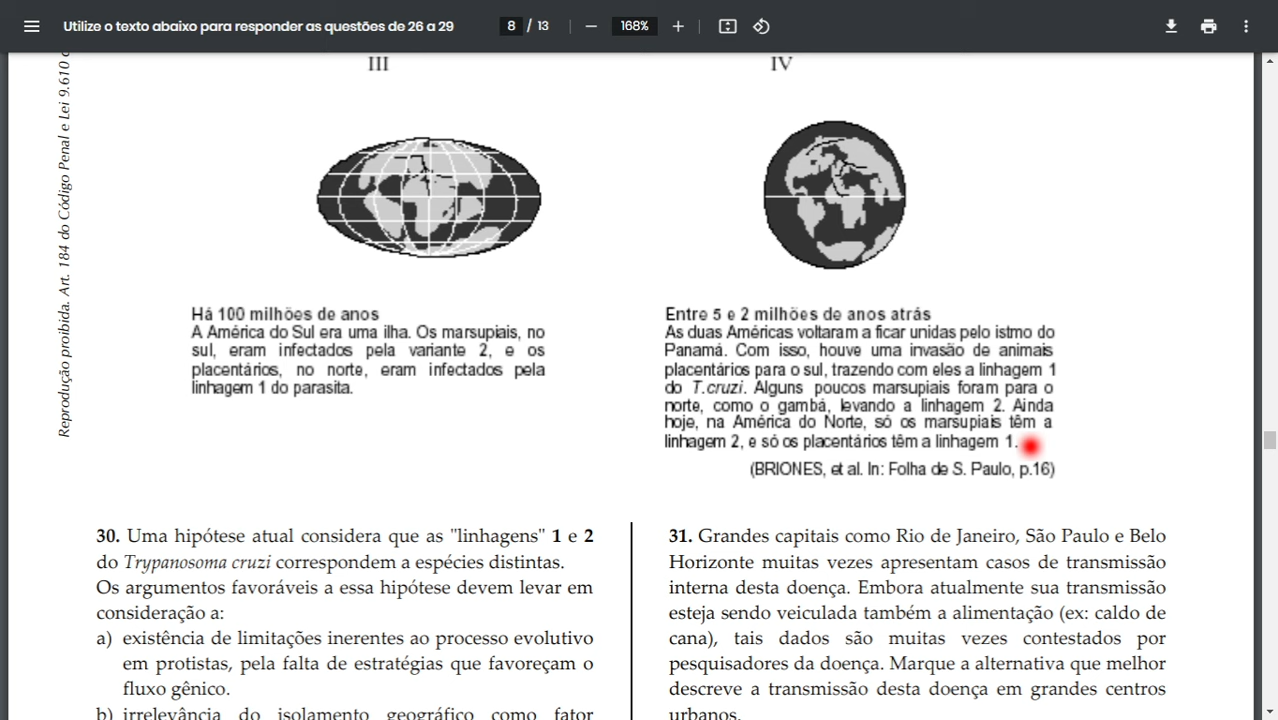 Utilize o texto abaixo para responder as questões de 26 a 29
8 / 13
168%
Reprodução proibida. Art. 184 do Código Penal e Lei 9.610 d
III
IV
Há 100 milhões de anos
A América do Sul era uma ilha. Os marsupiais, no
sul, eram infectados pela variante 2, e os
placentários, no norte, eram infectados pela
linhagem 1 do parasita.
Entre 5 e 2 milhões de anos atrás
As duas Américas voltaram a ficar unidas pelo istmo do
Panamá. Com isso, houve uma invasão de animais
placentários para o sul, trazendo com eles a linhagem 1
do T.cruzi. Alguns poucos marsupiais foram para o
norte, como o gambá, levando a linhagem 2. Ainda
hoje, na América do Norte, só os marsupiais têm a
linhagem 2, e só os placentários têm a linhagem 1.
(BRIONES, et al. In: Folha de S. Paulo, p.16)
30. Uma hipótese atual considera que as "linhagens" 1 e 2
do Trypanosoma cruzi correspondem a espécies distintas.
Os argumentos favoráveis a essa hipótese devem levar em
consideração a:
a) existência de limitações inerentes ao processo evolutivo
em protistas, pela falta de estratégias que favoreçam o
fluxo gênico.
b) irrelevância do isolamento geográfico como fator
31. Grandes capitais como Rio de Janeiro, São Paulo e Belo
Horizonte muitas vezes apresentam casos de transmissão
interna desta doença. Embora atualmente sua transmissão
esteja sendo veiculada também a alimentação (ex: caldo de
cana), tais dados são muitas vezes contestados por
pesquisadores da doença. Marque a alternativa que melhor
descreve a transmissão desta doença em grandes centros
urbanos.